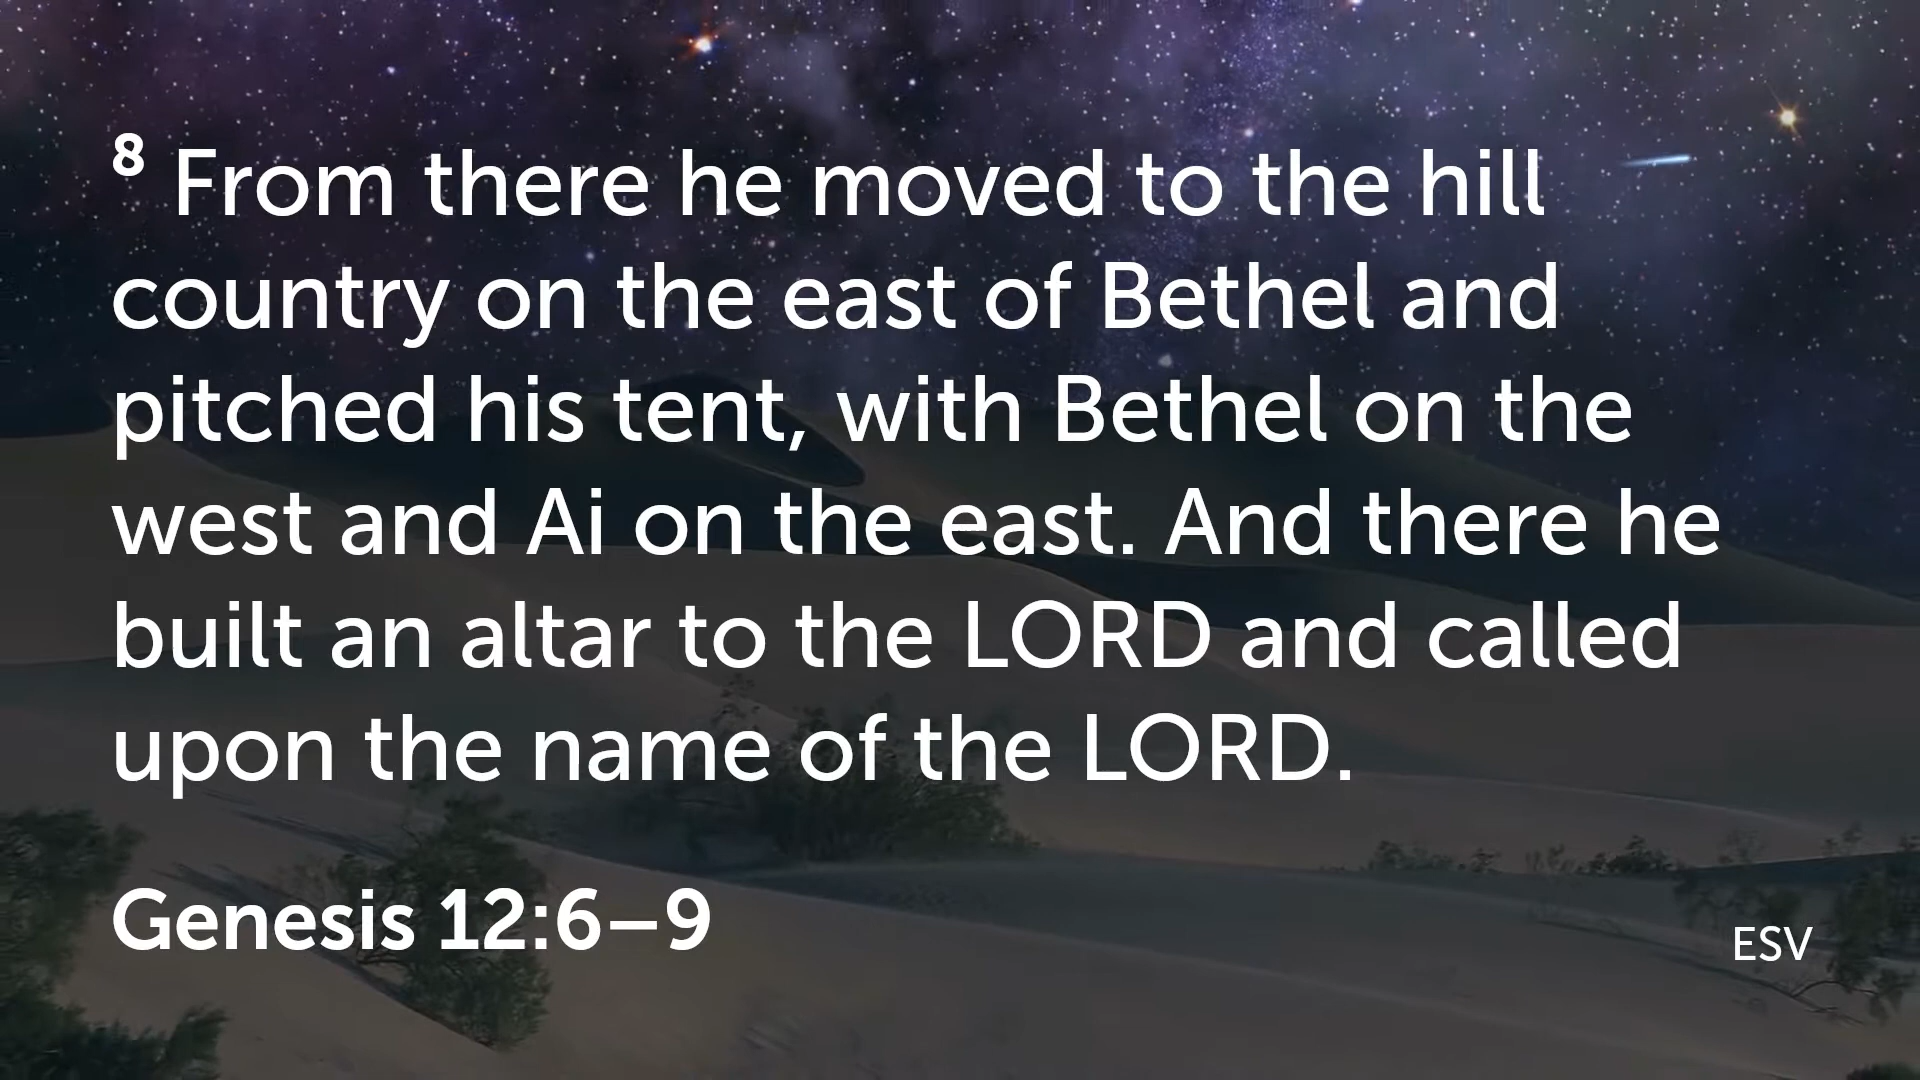 8 From there he moved to the hill
country on the east of Bethel and
pitched his tent, with Bethel on the
west and Ai on the east. And there he
built an altar to the LORD and called
upon the name of the LORD.
Genesis 12:6–9
ESV